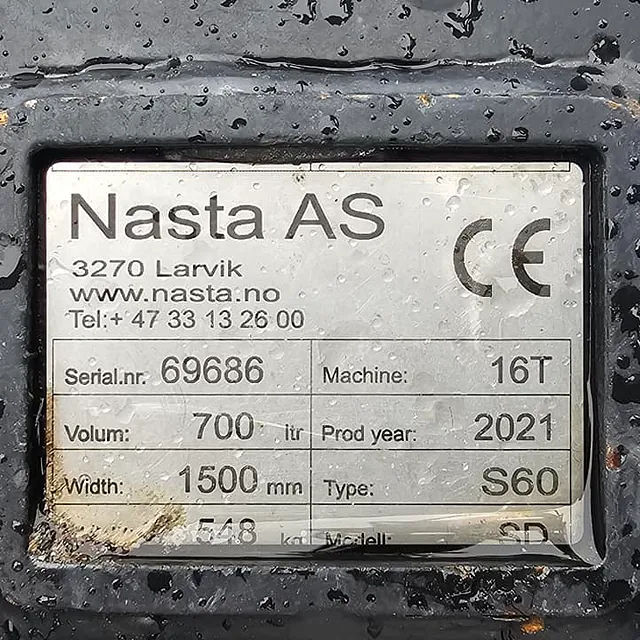 Nasta AS
CE
3270 Larvik
www.nasta.no
Tel:+ 47 33 13 26 00
Serial.nr. 69686 Machine: 16T
Volum: 700 ltr Prod year: 2021
Width: 1500 mm Type: S60
548 kg Modell: SD